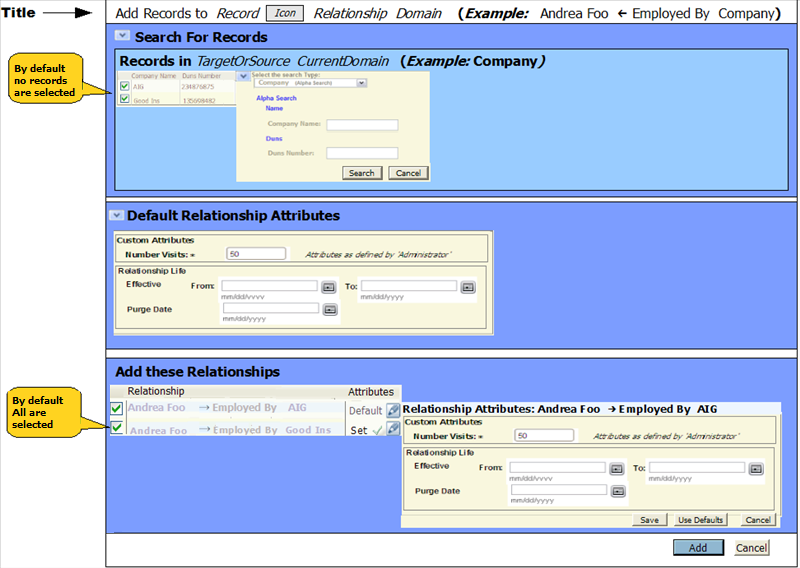 Title
Add Records to Record Icon Relationship Domain (Example: Andrea Foo ← Employed By Company)
Search For Records
By default
no records
are selected
Records in TargetOrSource CurrentDomain (Example: Company)
Company Name Duns Number
AIG 234876875
Good Ins 135698482
Select the search Type:
Company (Alpha Search)
Alpha Search
Name
Company Name:
Duns
Duns Number:
Search Cancel
Default Relationship Attributes
Custom Attributes
Number Visits: * 50 Attributes as defined by 'Administrator'
Relationship Life
Effective From: To:
mm/dd/yyyy mm/dd/yyyy
Purge Date
mm/dd/yyyy
Add these Relationships
By default
All are
selected
Relationship Attributes
Andrea Foo → Employed By AIG Default
Andrea Foo → Employed By Good Ins Set
Relationship Attributes: Andrea Foo → Employed By AIG
Custom Attributes
Number Visits: * 50 Attributes as defined by 'Administrator'
Relationship Life
Effective From: To:
mm/dd/yyyy mm/dd/yyyy
Purge Date
mm/dd/yyyy
Save Use Defaults Cancel
Add Cancel